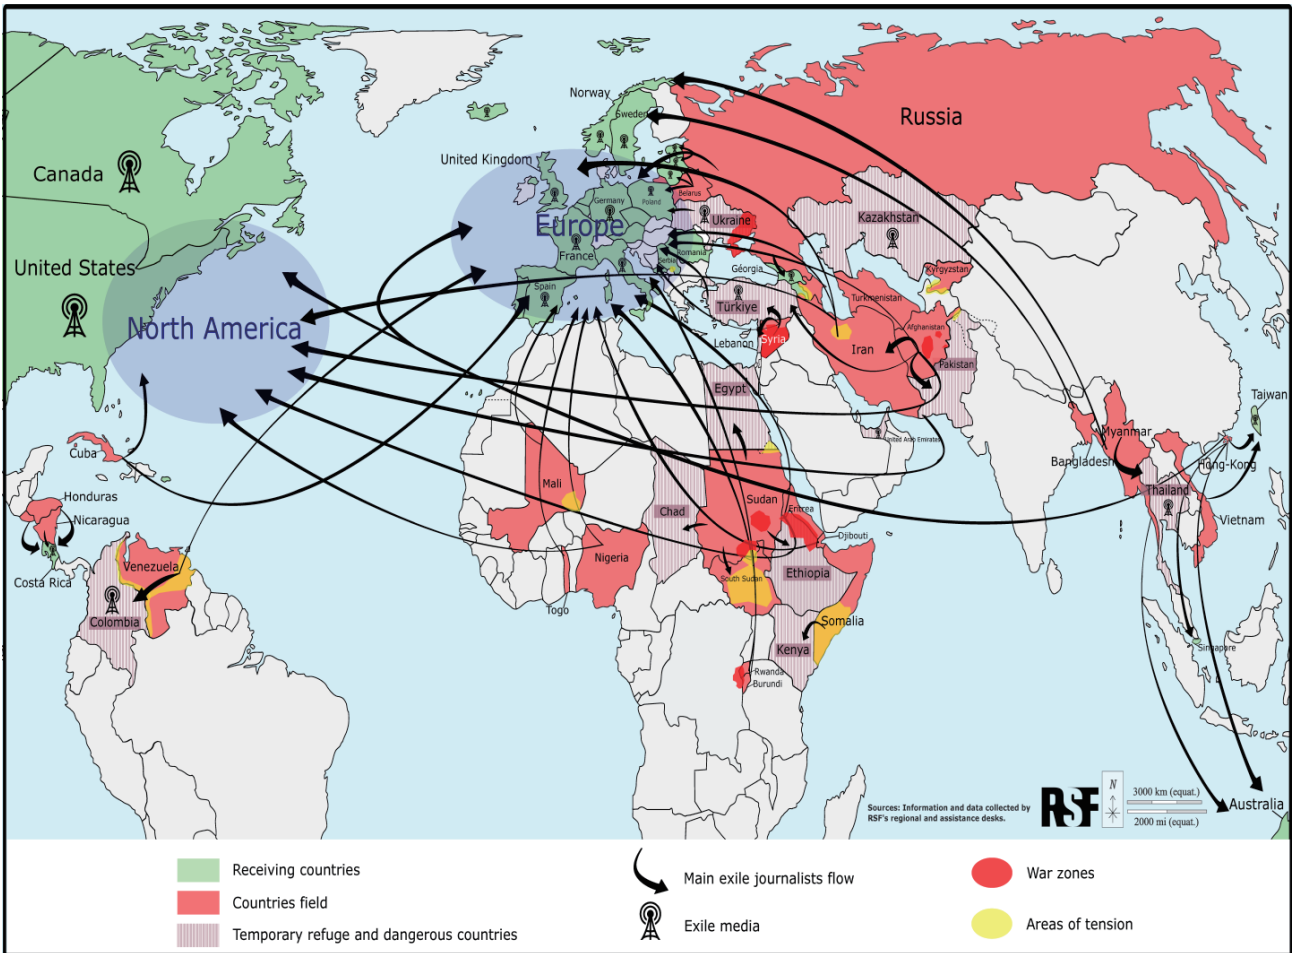 Norway
Sweden
Russia
Canada
United Kingdom
Belarus
Germany
Poland
Ukraine
Kazakhstan
Europe
France
Romania
Serbia
United States
Géorgia
Kyrgyzstan
Spain
Turkmenistan
Türkiye
North America
Afghanistan
Lebanon
Syria
Iran
Pakistan
Egypt
Taiwan
Cuba
United Arab Emirates
Myanmar
Bangladesh
Hong-Kong
Mali
Thailand
Honduras
Sudan
Eritrea
Chad
Nicaragua
Vietnam
Djibouti
Nigeria
Venezuela
Ethiopia
Costa Rica
South Sudan
Togo
Colombia
Somalia
Kenya
Singapore
Rwanda
Burundi
N
3000 km (equat.)
Sources: Information and data collected by
RSF's regional and assistance desks.
RSF
Australia
2000 mi (equat.)
Receiving countries
Main exile journalists flow
War zones
Countries field
Exile media
Areas of tension
Temporary refuge and dangerous countries